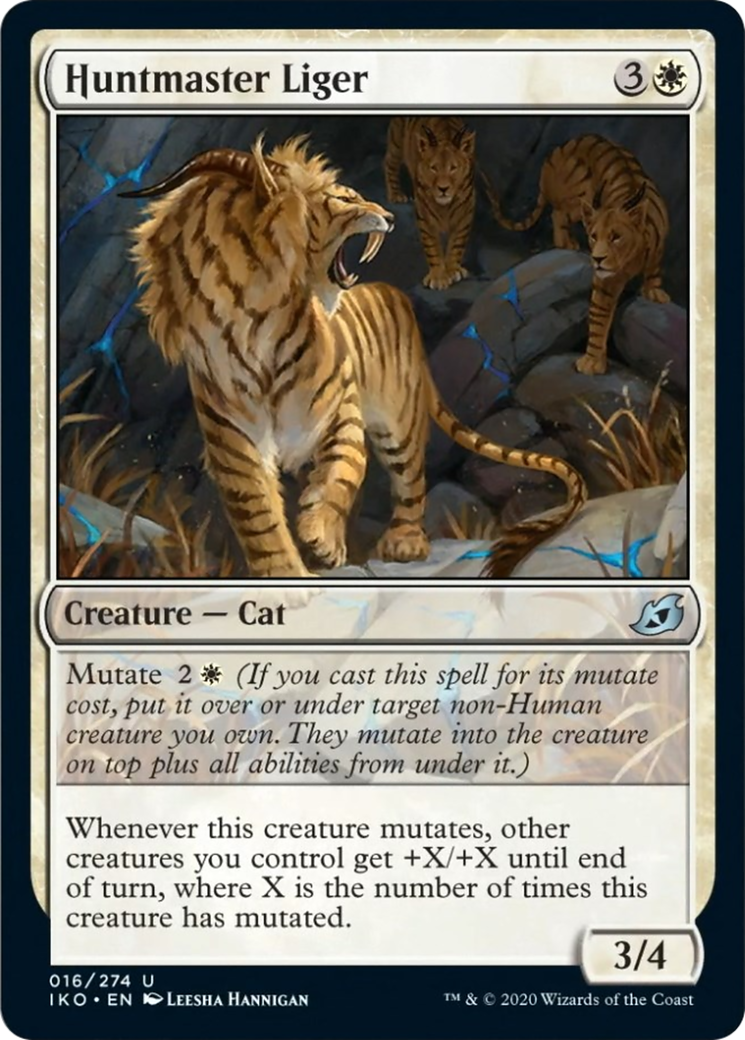 Huntmaster Liger 3
Creature — Cat
Mutate 2 (If you cast this spell for its mutate
cost, put it over or under target non-Human
creature you own. They mutate into the creature
on top plus all abilities from under it.)
Whenever this creature mutates, other
creatures you control get +X/+X until end
of turn, where X is the number of times this
creature has mutated.
3/4
016/274 U
IKO • EN LEESHA HANNIGAN ™ & © 2020 Wizards of the Coast